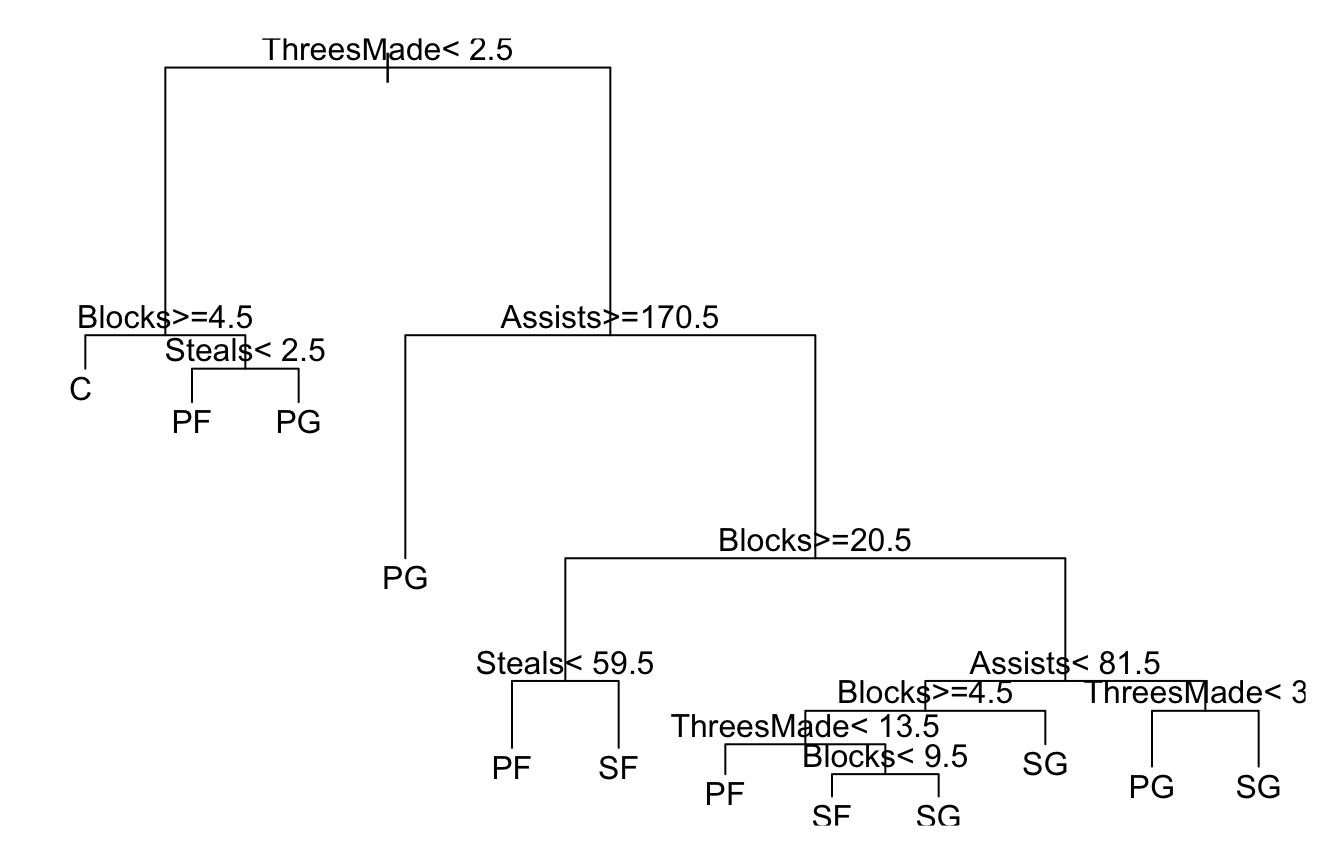 ThreesMade< 2.5
Blocks>=4.5
Assists>=170.5
Steals< 2.5
C
PF
PG
Blocks>=20.5
PG
Steals< 59.5
Assists< 81.5
Blocks>=4.5
ThreesMade< 3
ThreesMade< 13.5
Blocks< 9.5
PF
SF
SG
PG
SG
PF
SF
SG